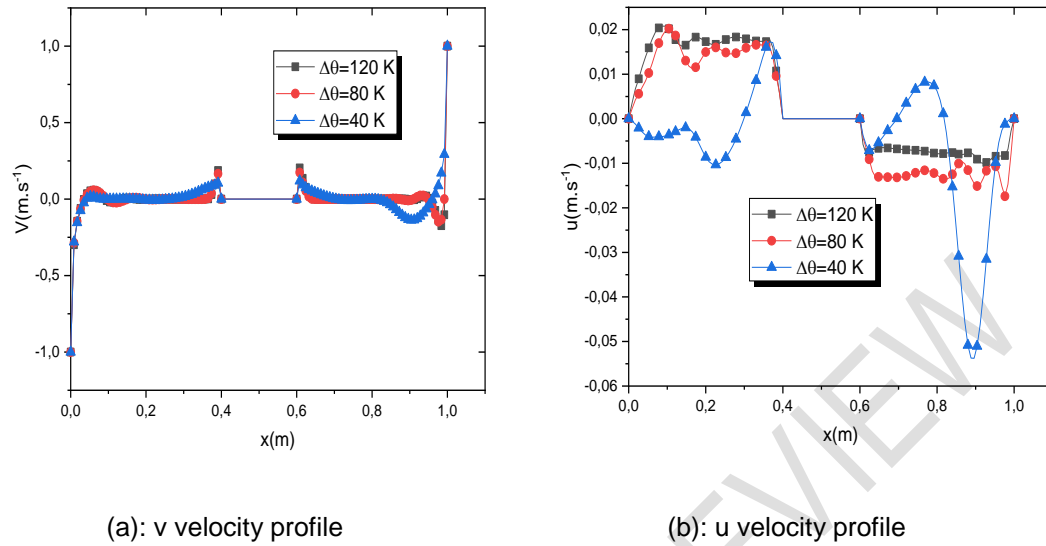 Δθ=120 K
Δθ=80 K
Δθ=40 K
1,0
0,5
0,0
-0,5
-1,0
V(m.s⁻¹)
0,0 0,2 0,4 0,6 0,8 1,0
x(m)
(a): v velocity profile
0,02
0,01
0,00
-0,01
-0,02
-0,03
-0,04
-0,05
-0,06
u(m.s⁻¹)
Δθ=120 K
Δθ=80 K
Δθ=40 K
0,0 0,2 0,4 0,6 0,8 1,0
x(m)
(b): u velocity profile
EVIEW